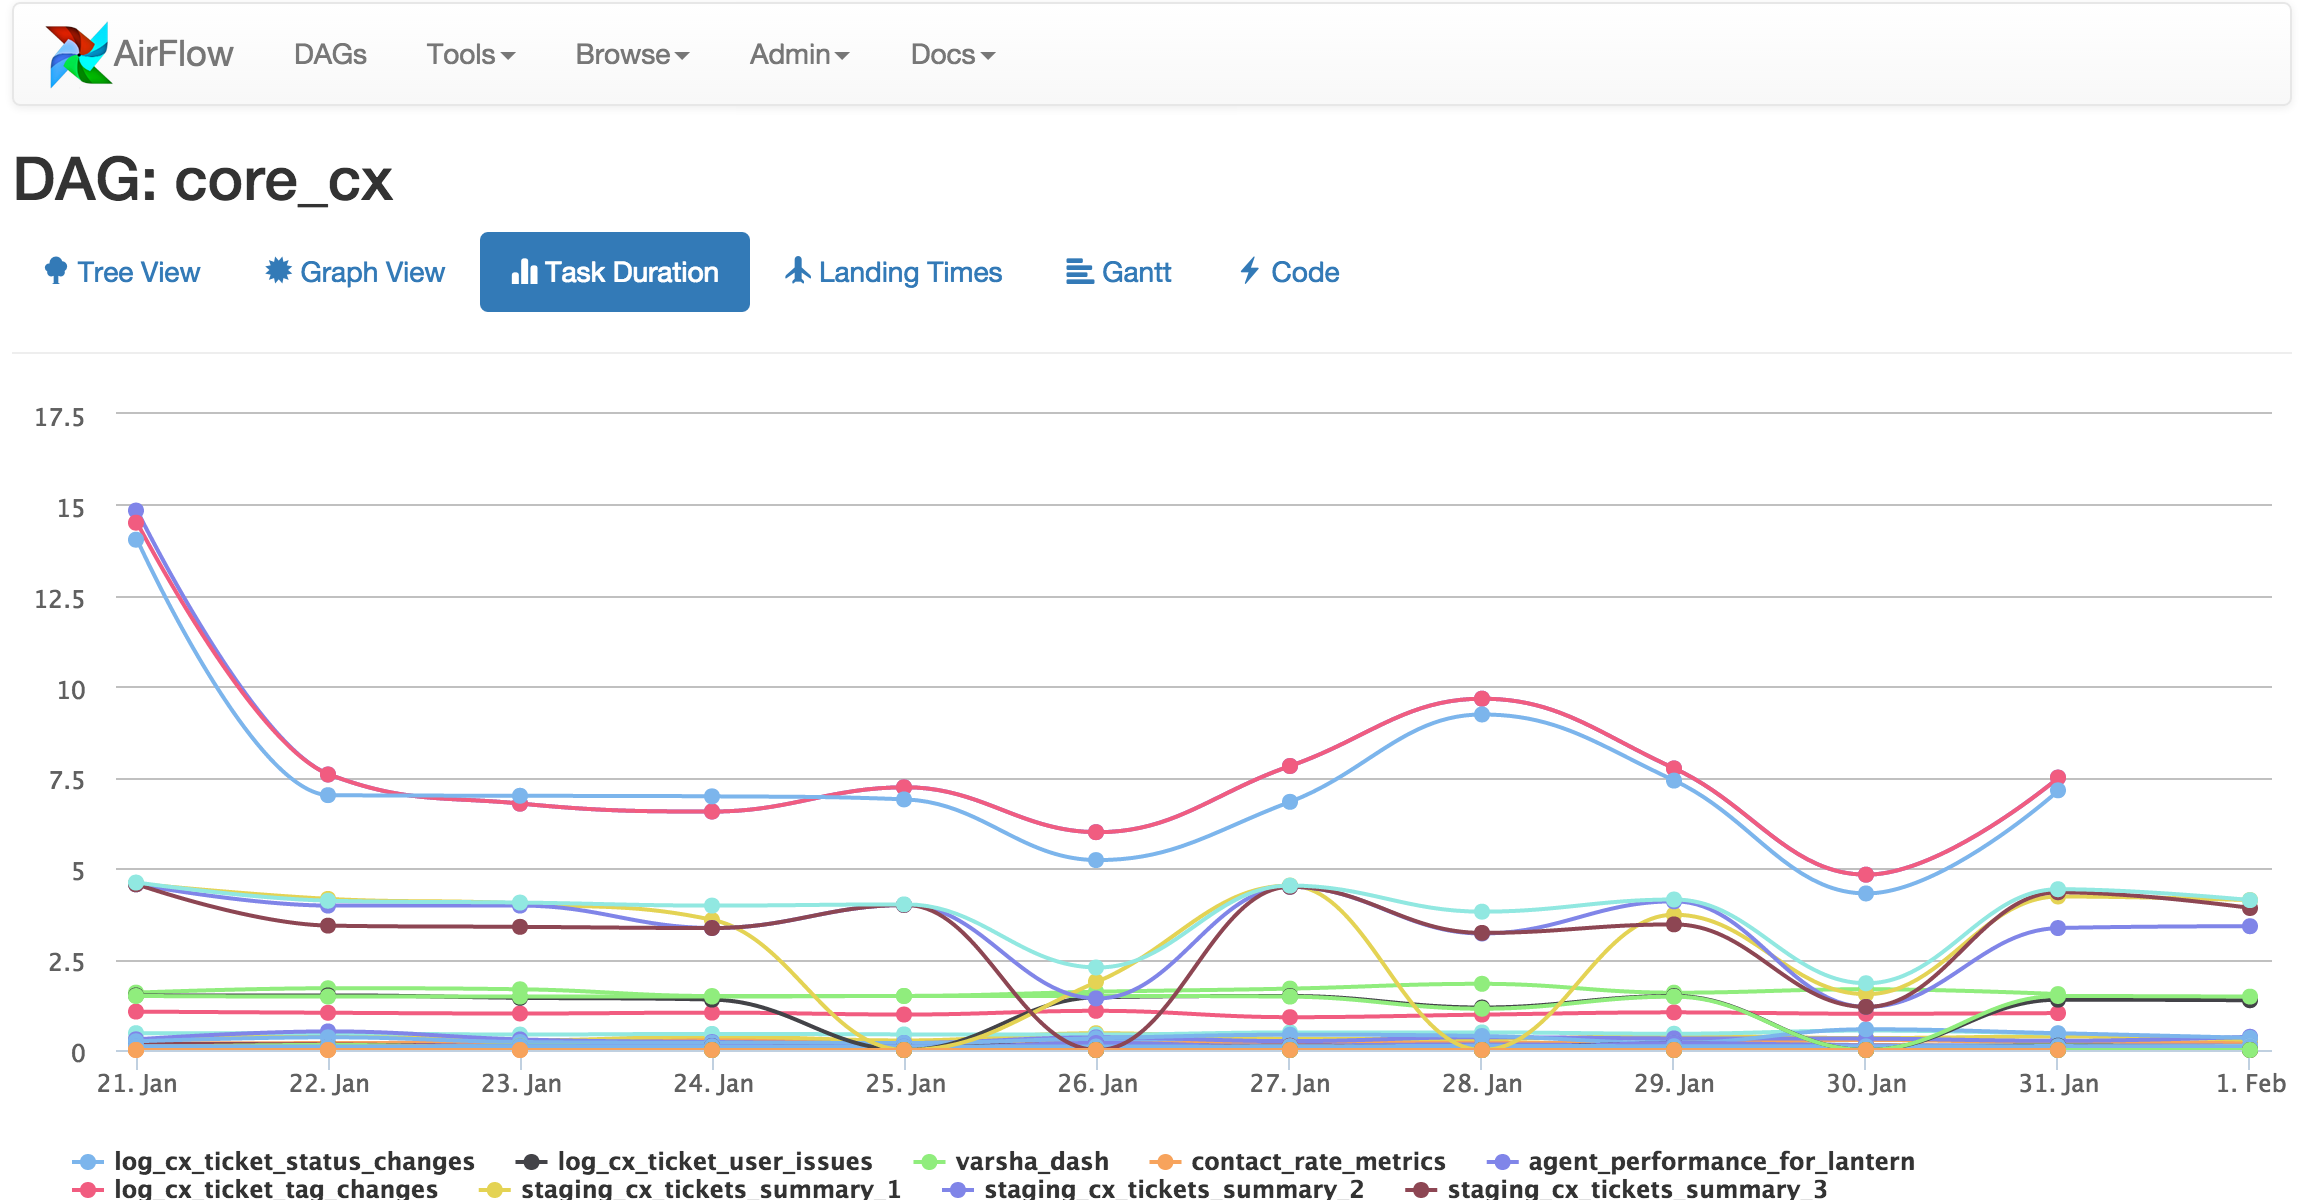 AirFlow DAGs Tools Browse Admin Docs
DAG: core_cx
Tree View Graph View Task Duration Landing Times Gantt Code
17.5
15
12.5
10
7.5
5
2.5
0
21. Jan 22. Jan 23. Jan 24. Jan 25. Jan 26. Jan 27. Jan 28. Jan 29. Jan 30. Jan 31. Jan 1. Feb
log_cx_ticket_status_changes log_cx_ticket_user_issues varsha_dash contact_rate_metrics agent_performance_for_lantern
log_cx_ticket_tag_changes staging_cx_tickets_summary_1 staging_cx_tickets_summary_2 staging_cx_tickets_summary_3